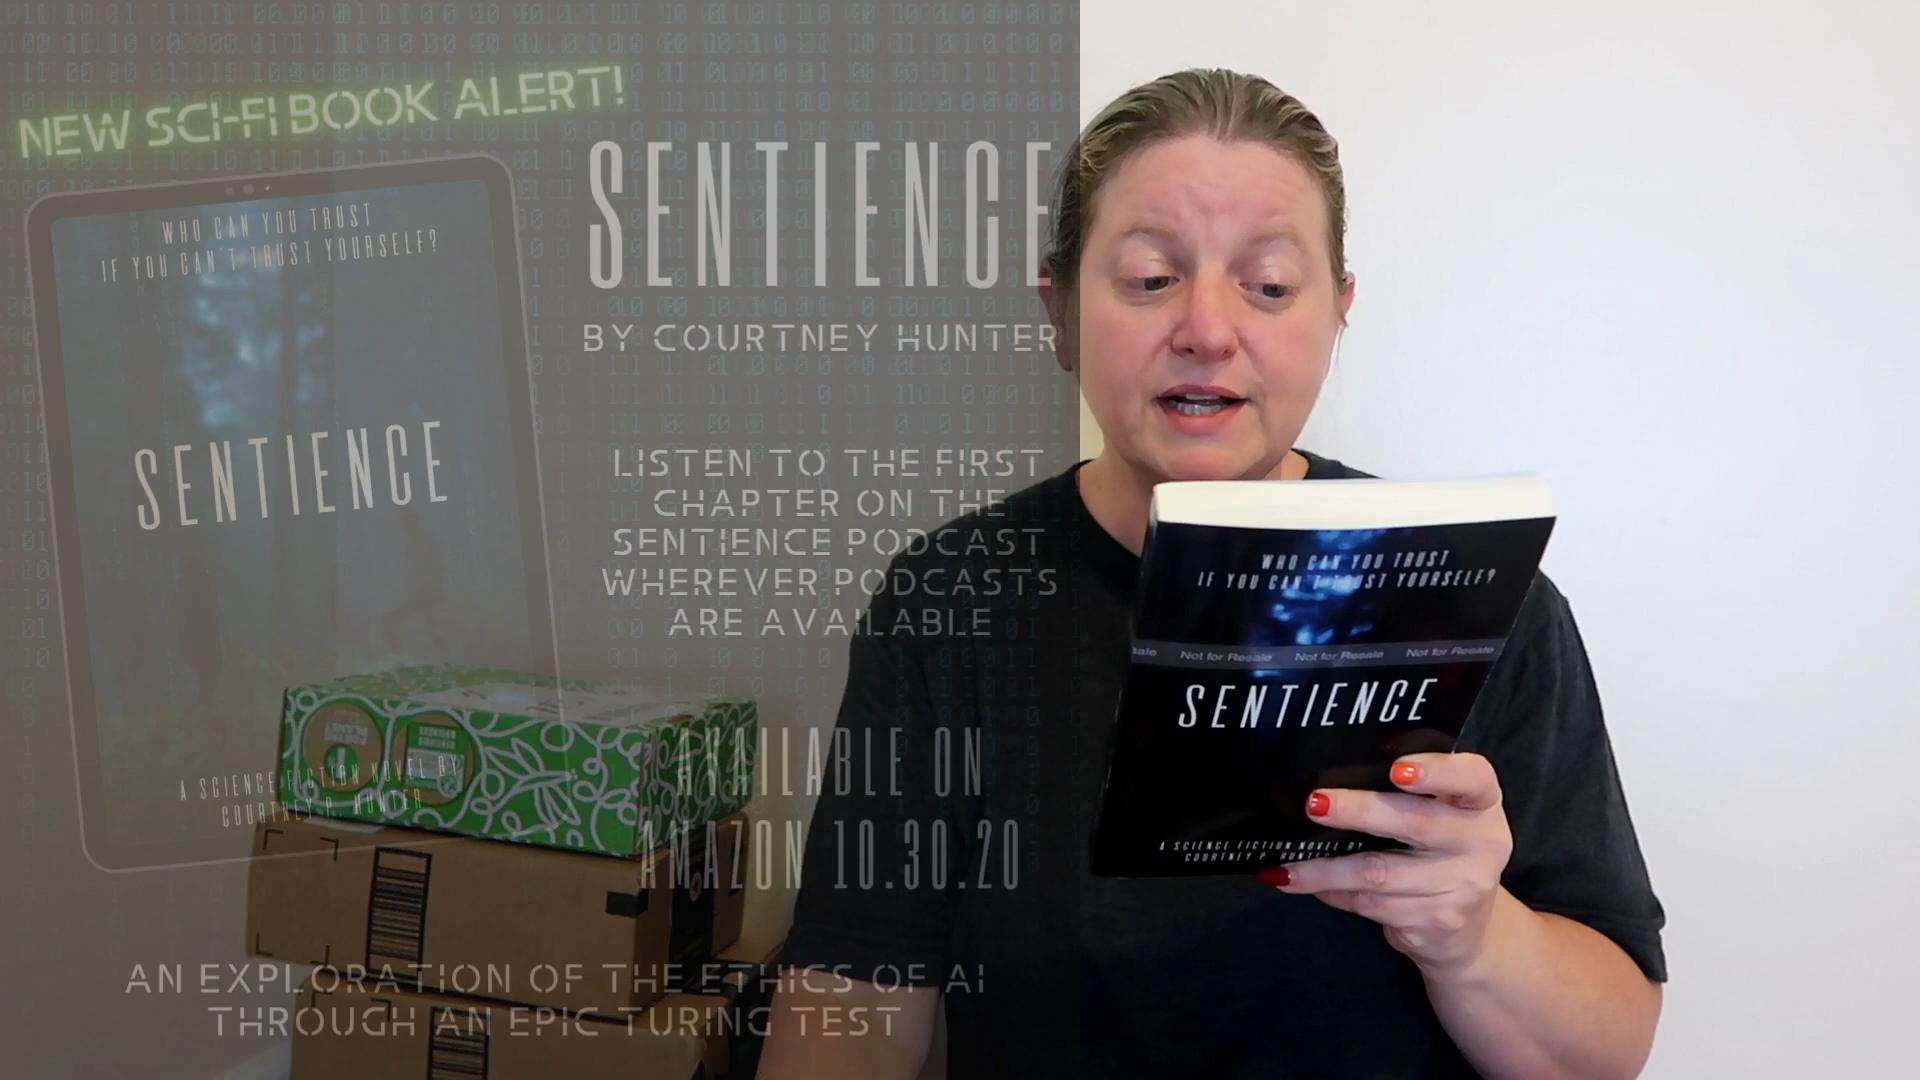 NEW SCI-FI BOOK ALERT!
WHO CAN YOU TRUST
IF YOU CAN'T TRUST YOURSELF?
SENTIENCE
A SCIENCE FICTION NOVEL BY
COURTNEY P. HUNTER
SENTIENCE
BY COURTNEY HUNTER
LISTEN TO THE FIRST
CHAPTER ON THE
SENTIENCE PODCAST
WHEREVER PODCASTS
ARE AVAILABLE
AVAILABLE ON
AMAZON 10.30.20
AN EXPLORATION OF THE ETHICS OF AI
THROUGH AN EPIC TURING TEST
WHO CAN YOU TRUST
IF YOU CAN'T TRUST YOURSELF?
Not for Resale Not for Resale Not for Resale
SENTIENCE
A SCIENCE FICTION NOVEL BY
COURTNEY P. HUNTER